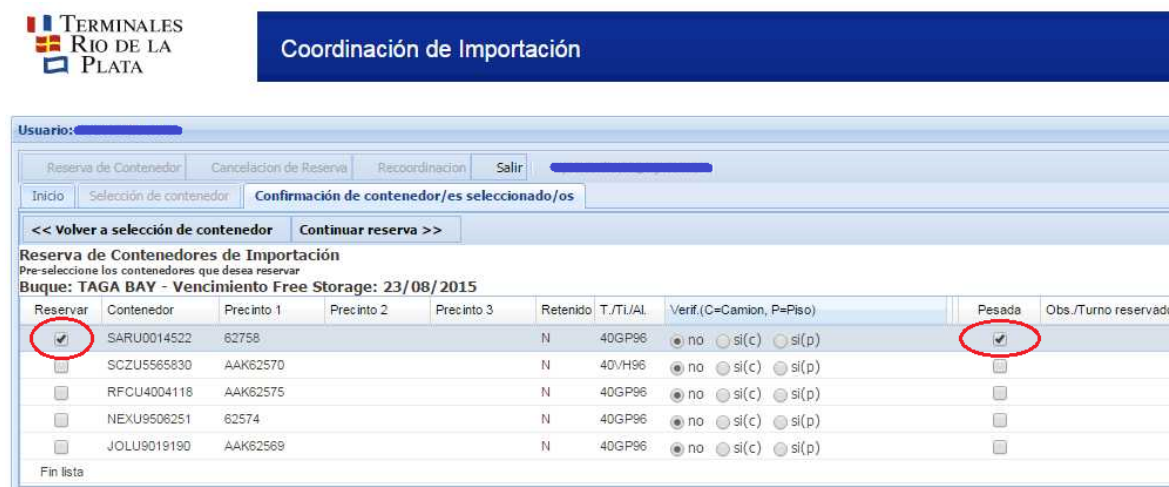 TERMINALES
RIO DE LA
PLATA
Coordinación de Importación
Usuario:
Reserva de Contenedor Cancelacion de Reserva Recoordinacion Salir
Inicio Selección de contenedor Confirmación de contenedor/es seleccionado/os
<< Volver a selección de contenedor Continuar reserva >>
Reserva de Contenedores de Importación
Pre-seleccione los contenedores que desea reservar
Buque: TAGA BAY - Vencimiento Free Storage: 23/08/2015
Reservar Contenedor Precinto 1 Precinto 2 Precinto 3 Retenido T./Ti./Al. Verif.(C=Camion, P=Piso) Pesada Obs./Turno reservado
SARU0014522 62758 N 40GP96 no si(c) si(p)
SCZU5565830 AAK62570 N 40VH96 no si(c) si(p)
RFCU4004118 AAK62575 N 40GP96 no si(c) si(p)
NEXU9506251 62574 N 40GP96 no si(c) si(p)
JOLU9019190 AAK62569 N 40GP96 no si(c) si(p)
Fin lista